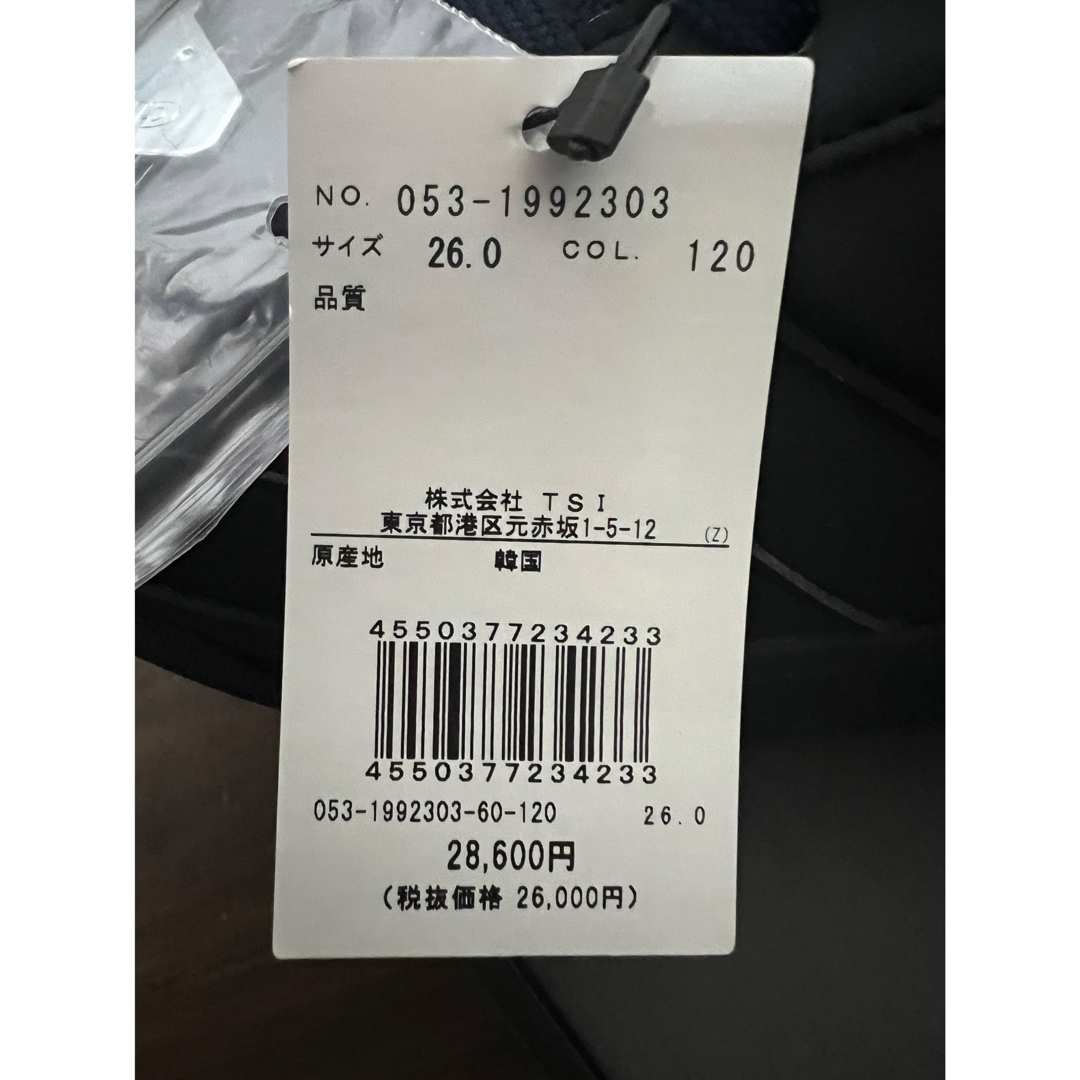 NO. 053-1992303
サイズ 26.0 COL. 120
品質
株式会社 TSI
東京都港区元赤坂1-5-12 (Z)
原産地 韓国
4550377234233
4550377234233
053-1992303-60-120 26.0
28,600円
(税抜価格 26,000円)